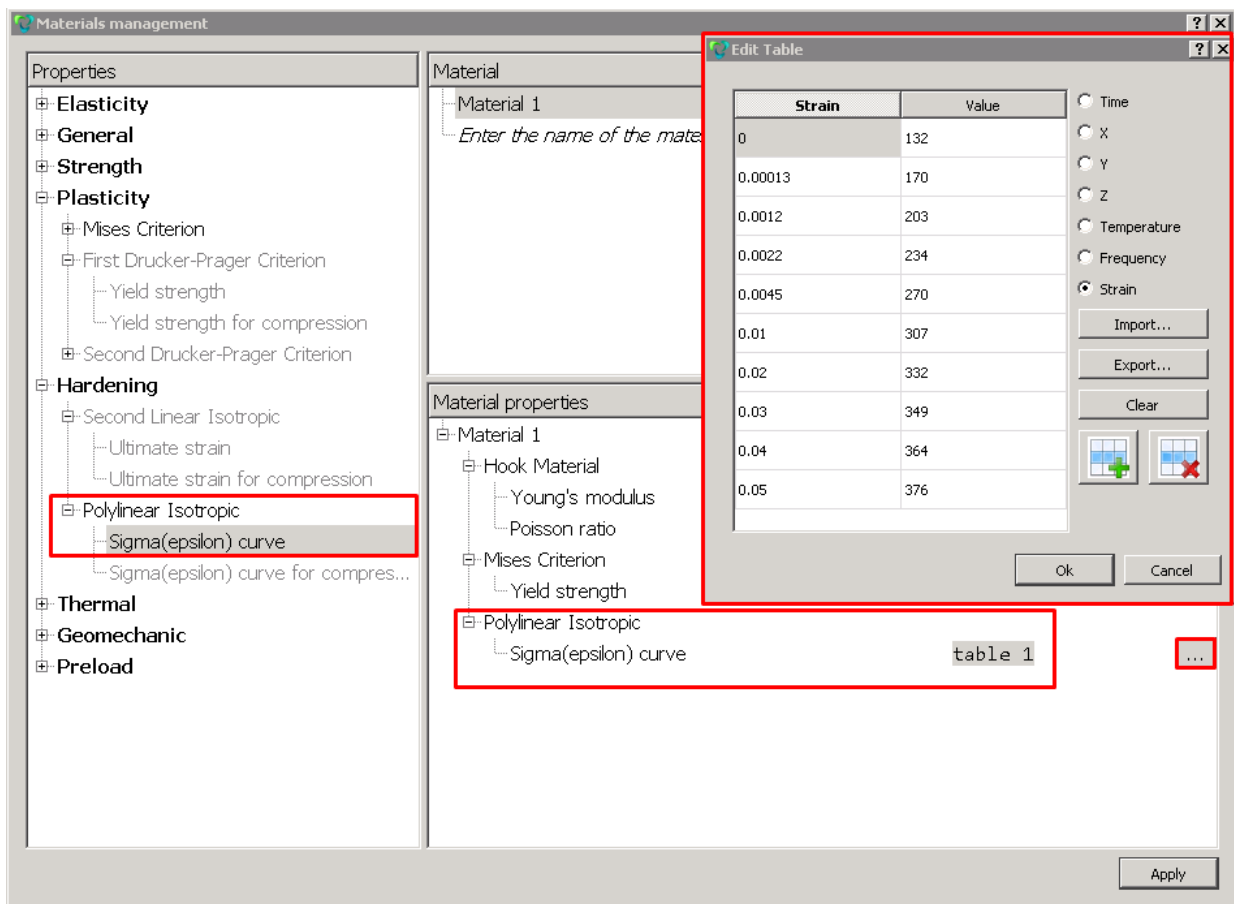 Materials management
Properties
Elasticity
General
Strength
Plasticity
Mises Criterion
First Drucker-Prager Criterion
Yield strength
Yield strength for compression
Second Drucker-Prager Criterion
Hardening
Second Linear Isotropic
Ultimate strain
Ultimate strain for compression
Polylinear Isotropic
Sigma(epsilon) curve
Sigma(epsilon) curve for compres...
Thermal
Geomechanic
Preload
Material
Material 1
Enter the name of the mate
Material properties
Material 1
Hook Material
Young's modulus
Poisson ratio
Mises Criterion
Yield strength
Polylinear Isotropic
Sigma(epsilon) curve table 1 ...
Edit Table
Strain Value
0 132
0.00013 170
0.0012 203
0.0022 234
0.0045 270
0.01 307
0.02 332
0.03 349
0.04 364
0.05 376
Time
X
Y
Z
Temperature
Frequency
Strain
Import...
Export...
Clear
Ok Cancel
Apply